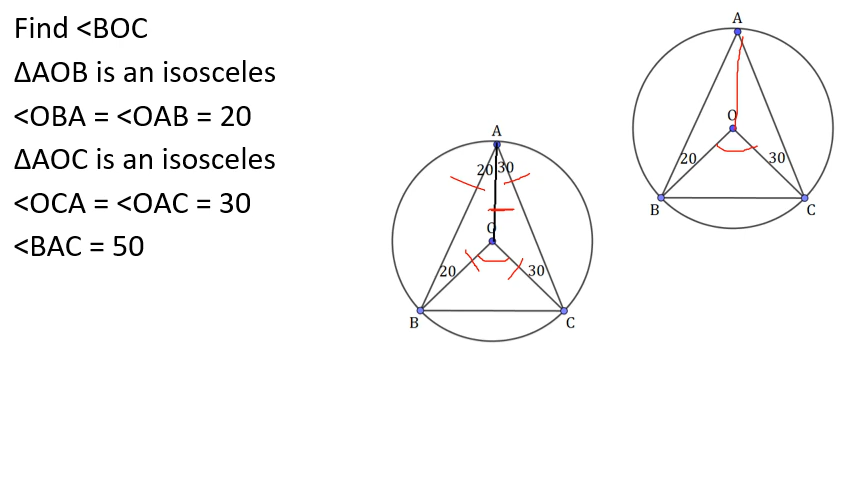 Find <BOC
ΔAOB is an isosceles
<OBA = <OAB = 20
ΔAOC is an isosceles
<OCA = <OAC = 30
<BAC = 50
A
20 30
O
20 30
B C
A
O
20 30
B C